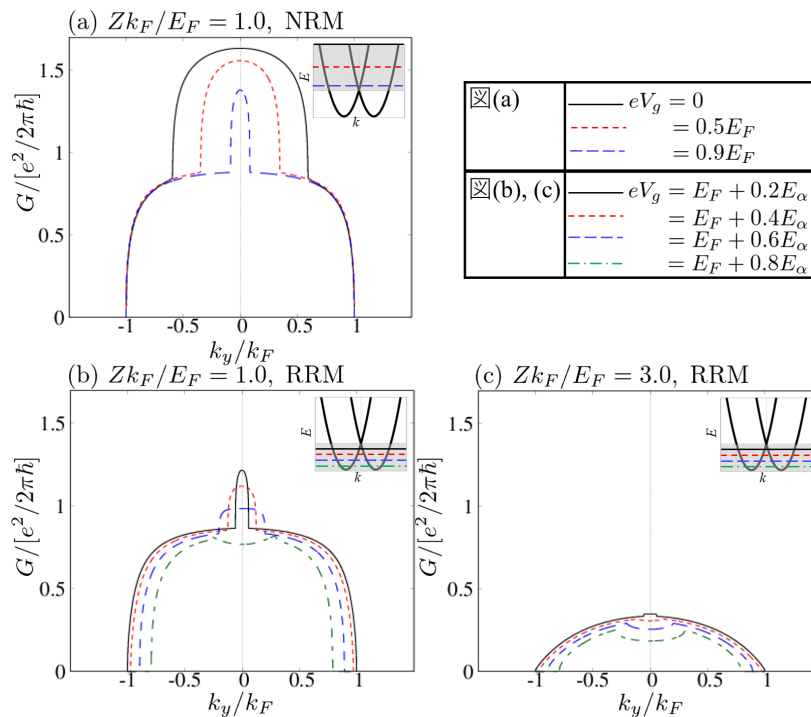 (a) Zk_F/E_F = 1.0, NRM
G/[e²/2πℏ]
1.5
1
0.5
0
-1 -0.5 0 0.5 1
k_y/k_F
E
k
図(a)
eV_g = 0
= 0.5E_F
= 0.9E_F
図(b), (c)
eV_g = E_F + 0.2E_α
= E_F + 0.4E_α
= E_F + 0.6E_α
= E_F + 0.8E_α
(b) Zk_F/E_F = 1.0, RRM
G/[e²/2πℏ]
1.5
1
0.5
0
-1 -0.5 0 0.5 1
k_y/k_F
E
k
(c) Zk_F/E_F = 3.0, RRM
G/[e²/2πℏ]
1.5
1
0.5
0
-1 -0.5 0 0.5 1
k_y/k_F
E
k